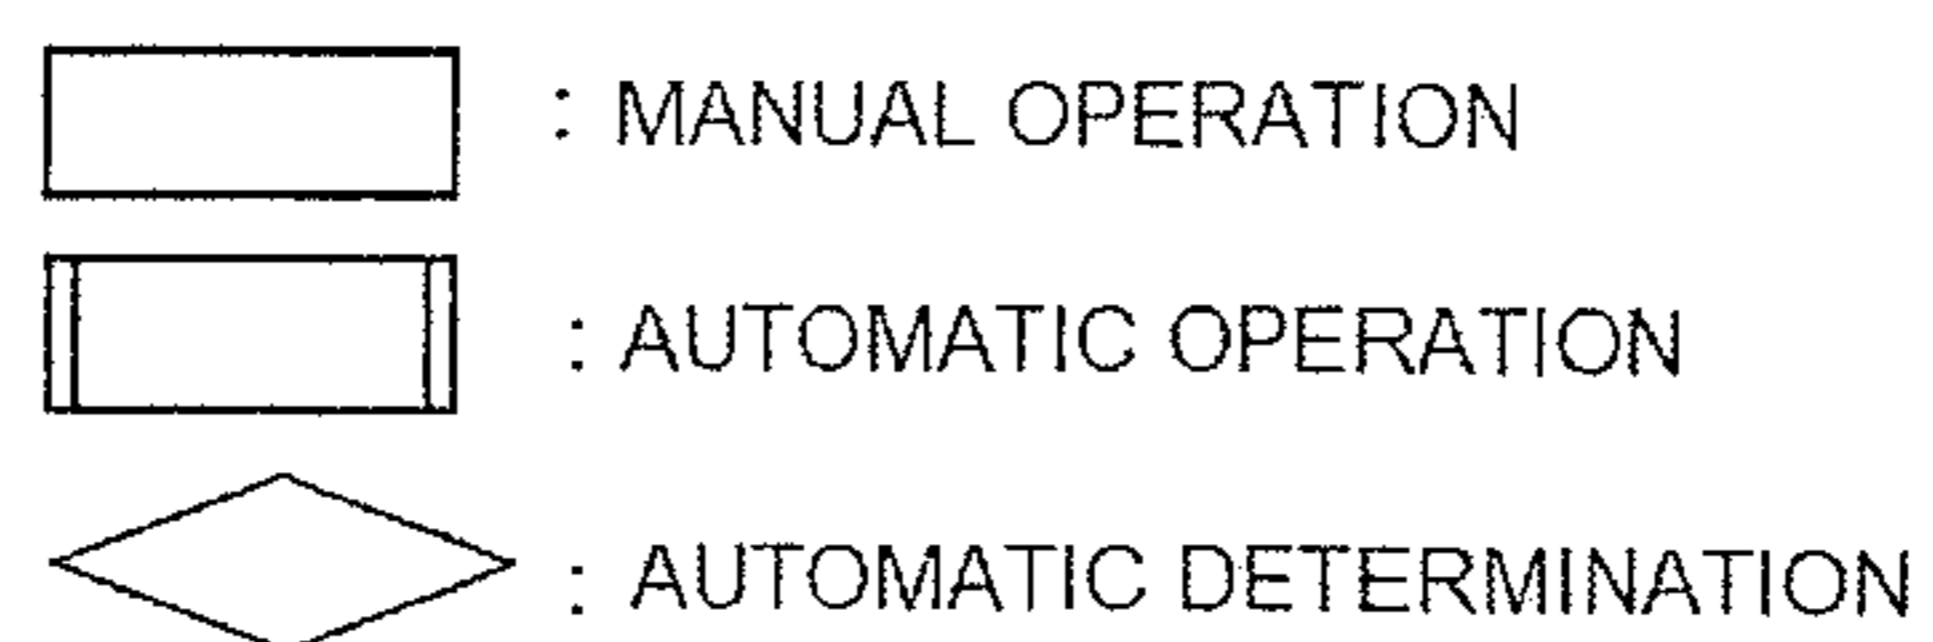 : MANUAL OPERATION
: AUTOMATIC OPERATION
: AUTOMATIC DETERMINATION